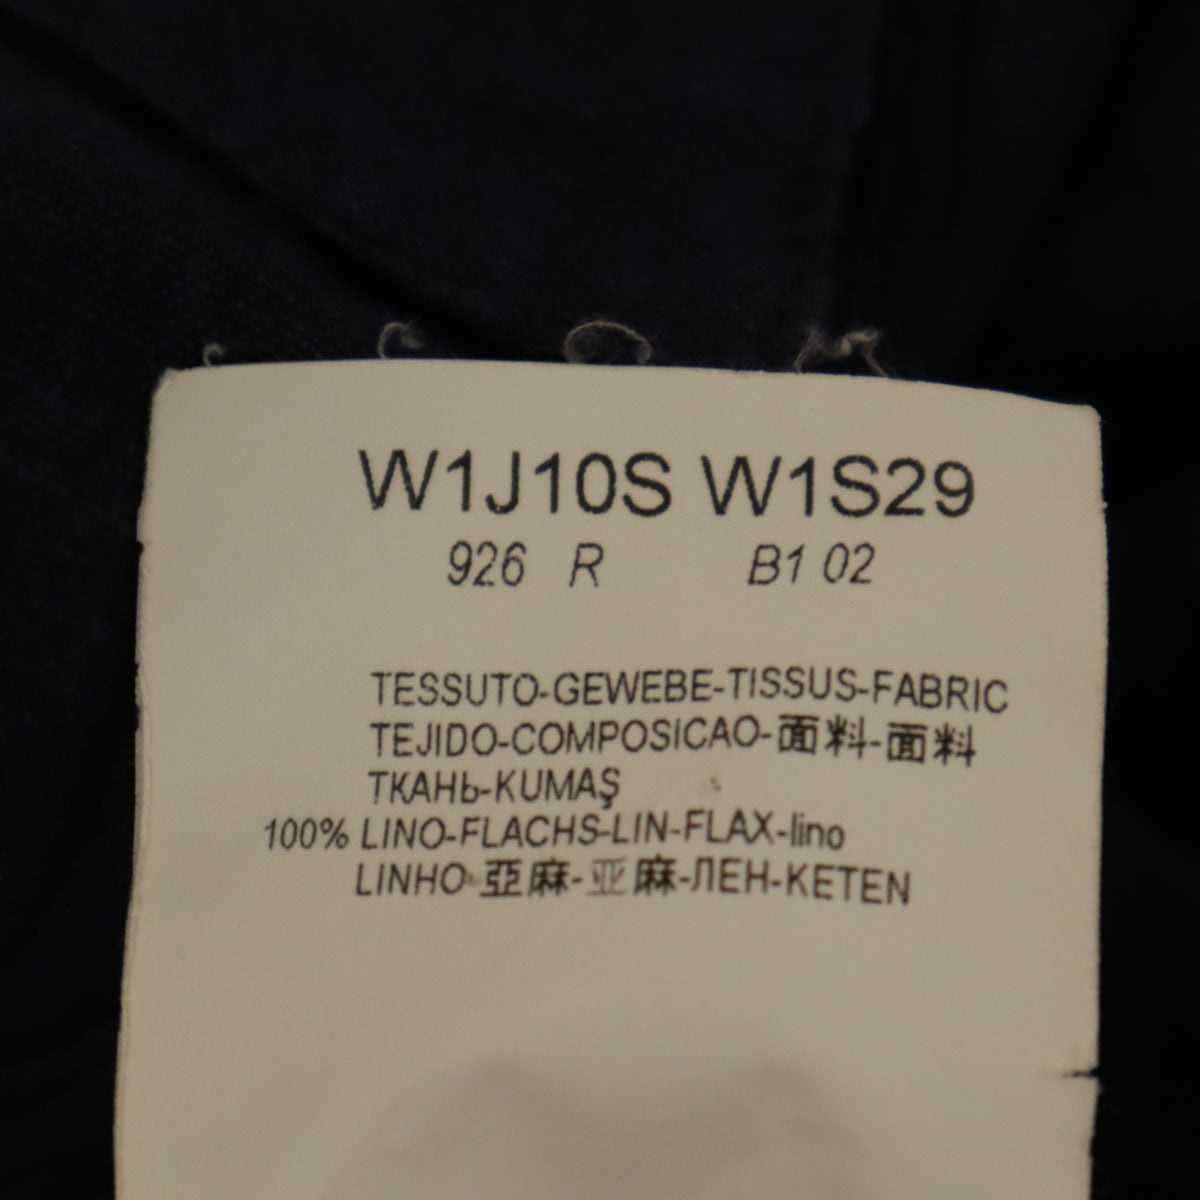 W1J10S W1S29
926 R B1 02
TESSUTO-GEWEBE-TISSUS-FABRIC
TEJIDO-COMPOSICAO-面料-面料
ТКАНЬ-KUMAŞ
100% LINO-FLACHS-LIN-FLAX-lino
LINHO-亞麻-亚麻-ЛЕН-KETEN